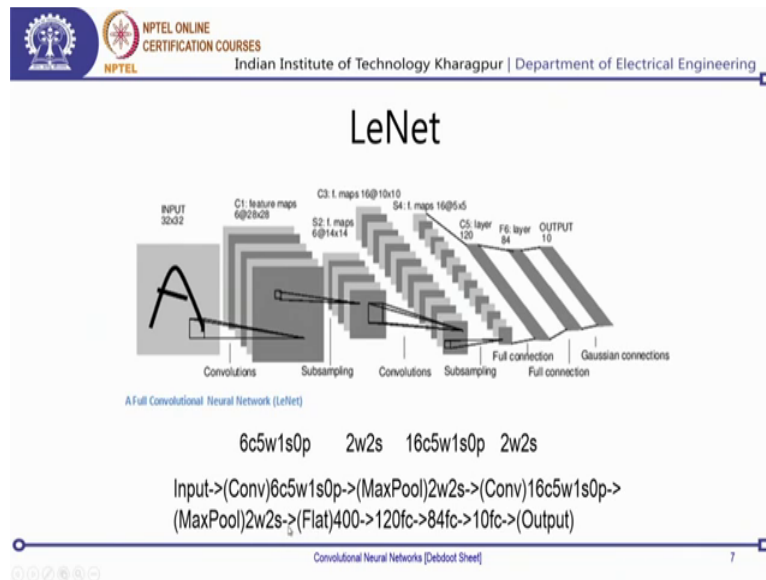 NPTEL ONLINE
CERTIFICATION COURSES
NPTEL
Indian Institute of Technology Kharagpur | Department of Electrical Engineering
LeNet
INPUT
32x32
C1: feature maps
6@28x28
S2: f. maps
6@14x14
C3: f. maps 16@10x10
S4: f. maps 16@5x5
C5: layer
120
F6: layer
84
OUTPUT
10
Convolutions
Subsampling
Convolutions
Subsampling
Full connection
Full connection
Gaussian connections
A Full Convolutional Neural Network (LeNet)
6c5w1s0p 2w2s 16c5w1s0p 2w2s
Input->(Conv)6c5w1s0p->(MaxPool)2w2s->(Conv)16c5w1s0p->
(MaxPool)2w2s->(Flat)400->120fc->84fc->10fc->(Output)
Convolutional Neural Networks [Debdoot Sheet]
7